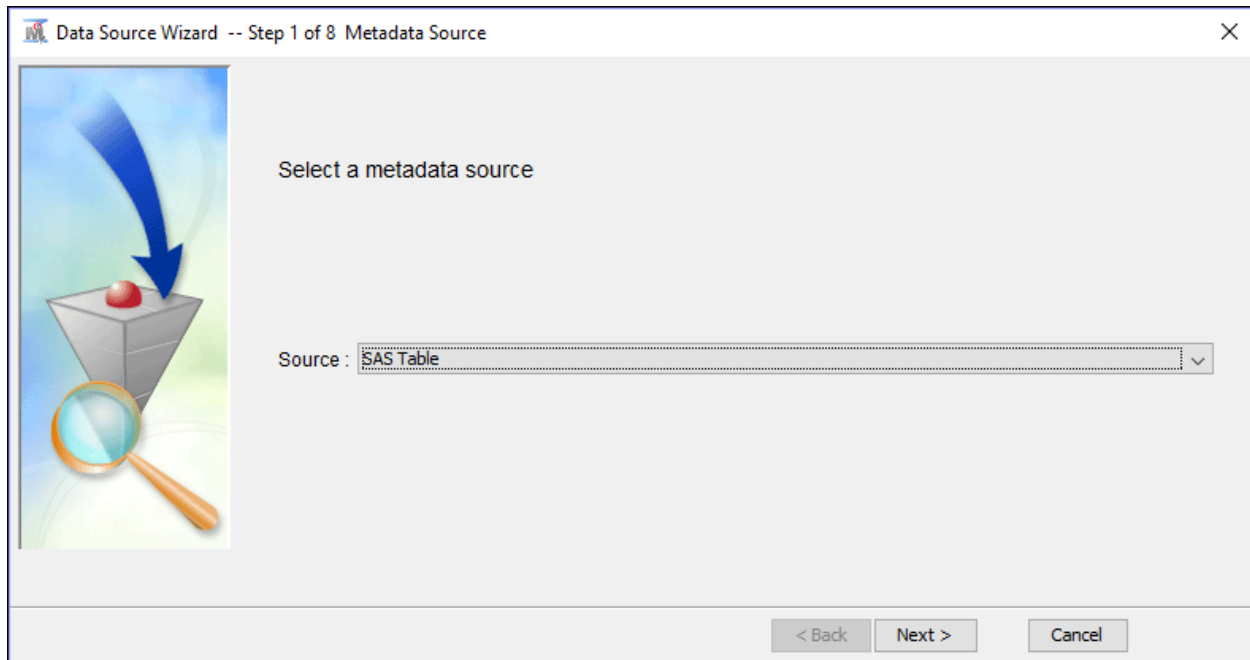 Data Source Wizard -- Step 1 of 8 Metadata Source
Select a metadata source
Source : SAS Table
< Back Next > Cancel